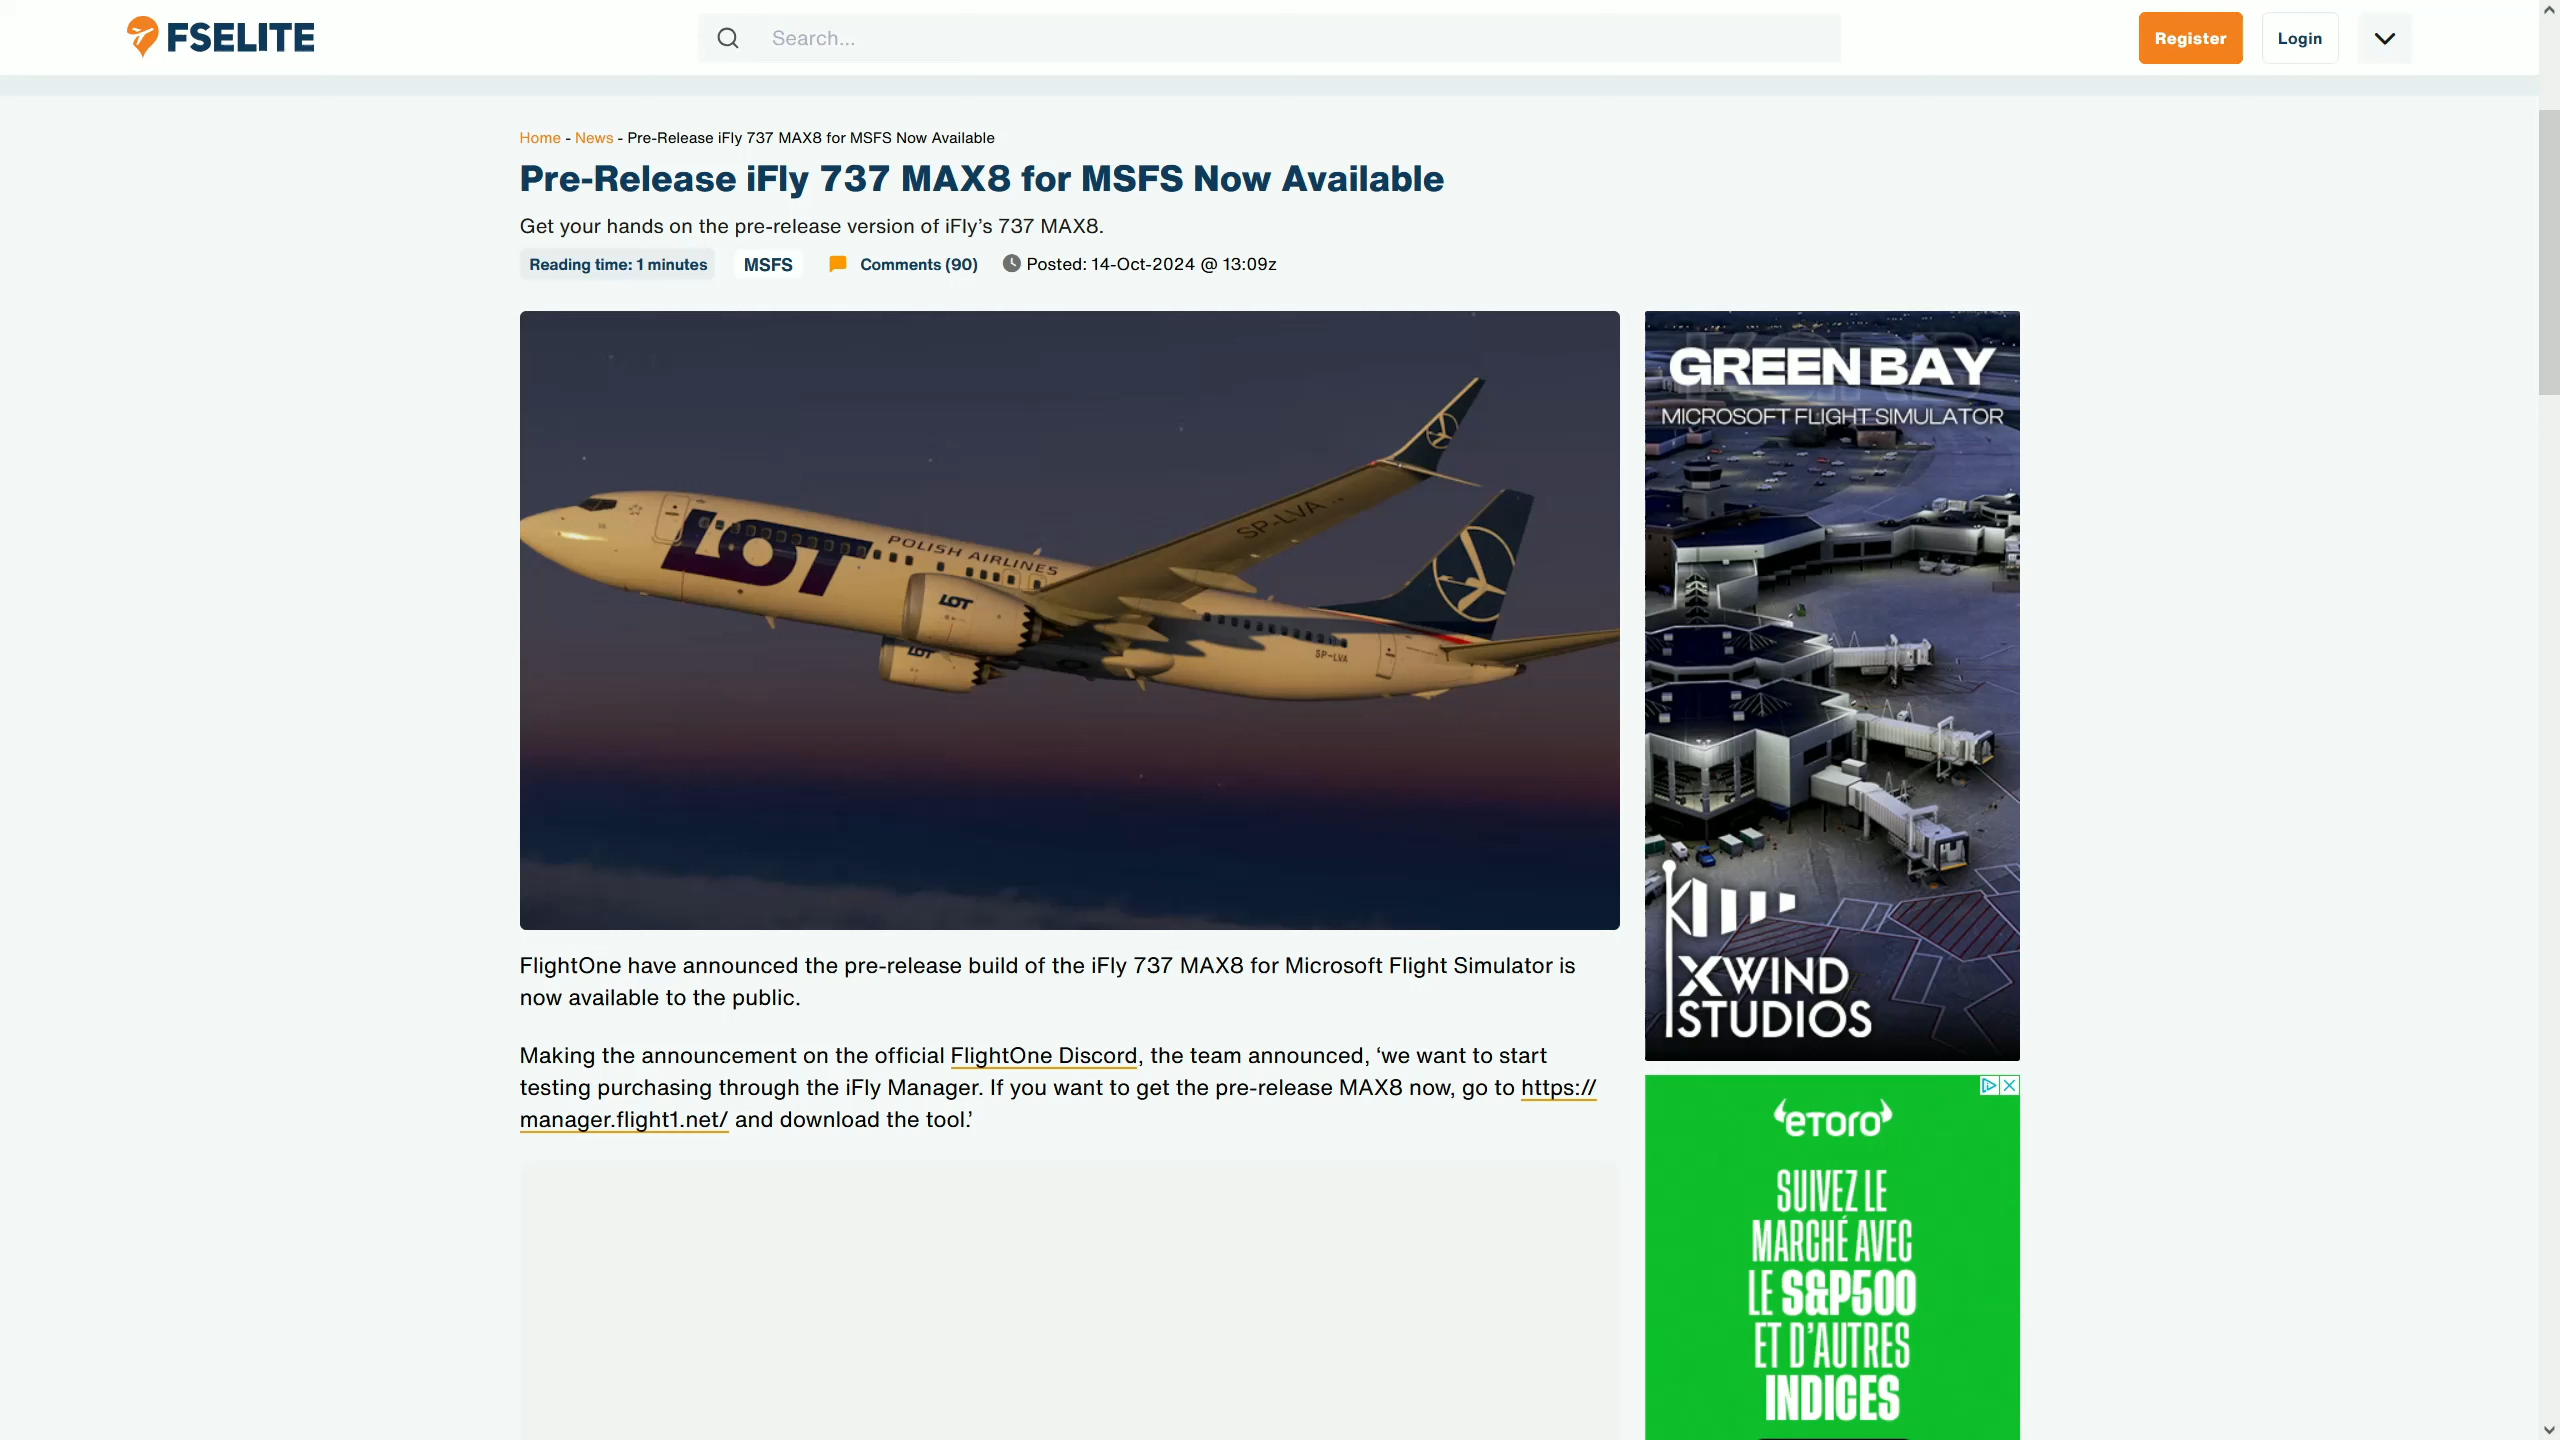 FSELITE
Search...
Register
Login
Home - News - Pre-Release iFly 737 MAX8 for MSFS Now Available
Pre-Release iFly 737 MAX8 for MSFS Now Available
Get your hands on the pre-release version of iFly’s 737 MAX8.
Reading time: 1 minutes
MSFS
Comments (90)
Posted: 14-Oct-2024 @ 13:09z
LOT
POLISH AIRLINES
SP-LVA
LOT
LOT
SP-LVA
FlightOne have announced the pre-release build of the iFly 737 MAX8 for Microsoft Flight Simulator is
now available to the public.
Making the announcement on the official FlightOne Discord, the team announced, ‘we want to start
testing purchasing through the iFly Manager. If you want to get the pre-release MAX8 now, go to https://
manager.flight1.net/ and download the tool.’
GREEN BAY
MICROSOFT FLIGHT SIMULATOR
XWIND
STUDIOS
eToro
SUIVEZ LE
MARCHÉ AVEC
LE S&P500
ET D’AUTRES
INDICES